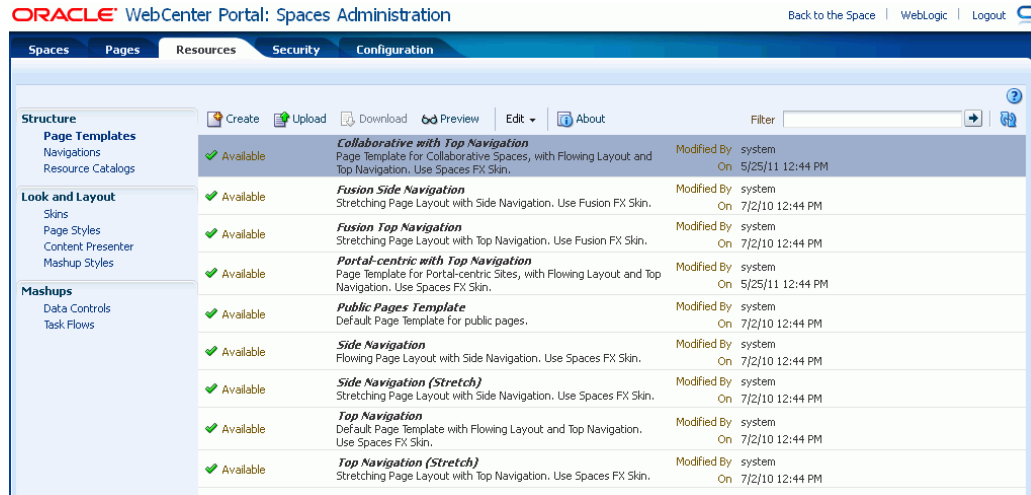 ORACLE WebCenter Portal: Spaces Administration
Back to the Space | WebLogic | Logout
Spaces Pages Resources Security Configuration
Structure
Page Templates
Navigations
Resource Catalogs
Look and Layout
Skins
Page Styles
Content Presenter
Mashup Styles
Mashups
Data Controls
Task Flows
Create Upload Download Preview Edit About Filter
Available
Collaborative with Top Navigation
Page Template for Collaborative Spaces, with Flowing Layout and
Top Navigation. Use Spaces FX Skin.
Modified By system
On 5/25/11 12:44 PM
Available
Fusion Side Navigation
Stretching Page Layout with Side Navigation. Use Fusion FX Skin.
Modified By system
On 7/2/10 12:44 PM
Available
Fusion Top Navigation
Stretching Page Layout with Top Navigation. Use Fusion FX Skin.
Modified By system
On 7/2/10 12:44 PM
Available
Portal-centric with Top Navigation
Page Template for Portal-centric Sites, with Flowing Layout and Top
Navigation. Use Spaces FX Skin.
Modified By system
On 5/25/11 12:44 PM
Available
Public Pages Template
Default Page Template for public pages.
Modified By system
On 7/2/10 12:44 PM
Available
Side Navigation
Flowing Page Layout with Side Navigation. Use Spaces FX Skin.
Modified By system
On 7/2/10 12:44 PM
Available
Side Navigation (Stretch)
Stretching Page Layout with Side Navigation. Use Spaces FX Skin.
Modified By system
On 7/2/10 12:44 PM
Available
Top Navigation
Default Page Template with Flowing Layout and Top Navigation.
Use Spaces FX Skin.
Modified By system
On 7/2/10 12:44 PM
Available
Top Navigation (Stretch)
Stretching Page Layout with Top Navigation. Use Spaces FX Skin.
Modified By system
On 7/2/10 12:44 PM